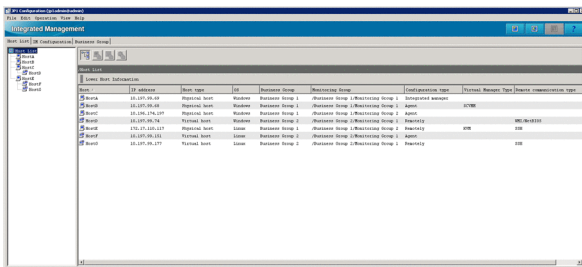 JP1 Configuration (jp1admin@admin)
File Edit Operation View Help
Integrated Management
?
Host List IM Configuration Business Group
Host List
HostA
HostB
HostC
HostD
HostE
HostF
HostG
Host List
Lower Host Information
Host IP address Host type OS Business Group Monitoring Group Configuration type Virtual Manager Type Remote communication type
HostA 10.197.99.69 Physical host Windows Business Group 1 /Business Group 1/Monitoring Group 1 Integrated manager
HostB 10.197.99.60 Physical host Windows Business Group 1 /Business Group 1/Monitoring Group 1 Agent SCVMM
HostC 10.196.174.197 Physical host Windows Business Group 1 /Business Group 1/Monitoring Group 2 Agent
HostD 10.197.99.74 Virtual host Windows Business Group 2 /Business Group 2/Monitoring Group 1 Remotely WMI/NetBIOS
HostE 172.17.110.117 Physical host Linux Business Group 2 /Business Group 2/Monitoring Group 1 Remotely KVM SSH
HostF 10.197.99.151 Virtual host Linux Business Group 2 /Business Group 2/Monitoring Group 1 Agent
HostG 10.197.99.177 Virtual host Linux Business Group 2 /Business Group 2/Monitoring Group 1 Remotely SSH